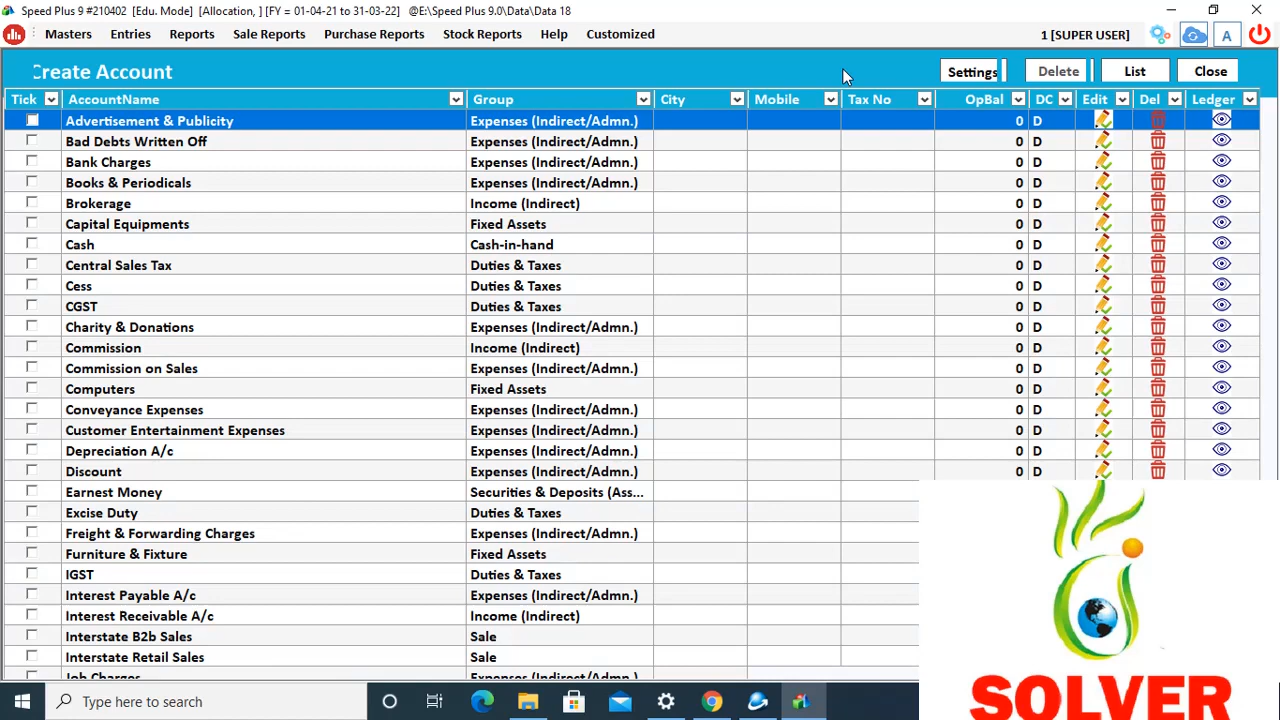 Speed Plus 9 #210402 [Edu. Mode] [Allocation, ] [FY = 01-04-21 to 31-03-22] @E:\Speed Plus 9.0\Data\Data 18
Masters Entries Reports Sale Reports Purchase Reports Stock Reports Help Customized 1 [SUPER USER] A
Create Account Settings Delete List Close
Tick AccountName Group City Mobile Tax No OpBal DC Edit Del Ledger
Advertisement & Publicity Expenses (Indirect/Admn.) 0 D
Bad Debts Written Off Expenses (Indirect/Admn.) 0 D
Bank Charges Expenses (Indirect/Admn.) 0 D
Books & Periodicals Expenses (Indirect/Admn.) 0 D
Brokerage Income (Indirect) 0 D
Capital Equipments Fixed Assets 0 D
Cash Cash-in-hand 0 D
Central Sales Tax Duties & Taxes 0 D
Cess Duties & Taxes 0 D
CGST Duties & Taxes 0 D
Charity & Donations Expenses (Indirect/Admn.) 0 D
Commission Income (Indirect) 0 D
Commission on Sales Expenses (Indirect/Admn.) 0 D
Computers Fixed Assets 0 D
Conveyance Expenses Expenses (Indirect/Admn.) 0 D
Customer Entertainment Expenses Expenses (Indirect/Admn.) 0 D
Depreciation A/c Expenses (Indirect/Admn.) 0 D
Discount Expenses (Indirect/Admn.) 0 D
Earnest Money Securities & Deposits (Ass...
Excise Duty Duties & Taxes
Freight & Forwarding Charges Expenses (Indirect/Admn.)
Furniture & Fixture Fixed Assets
IGST Duties & Taxes
Interest Payable A/c Expenses (Indirect/Admn.)
Interest Receivable A/c Income (Indirect)
Interstate B2b Sales Sale
Interstate Retail Sales Sale
Job Charges Expenses (Indirect/Admn.)
SOLVER
Type here to search